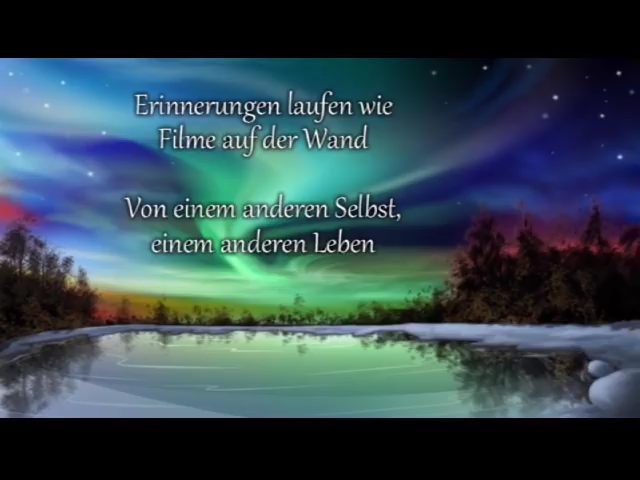 Erinnerungen laufen wie
Filme auf der Wand
Von einem anderen Selbst,
einem anderen Leben